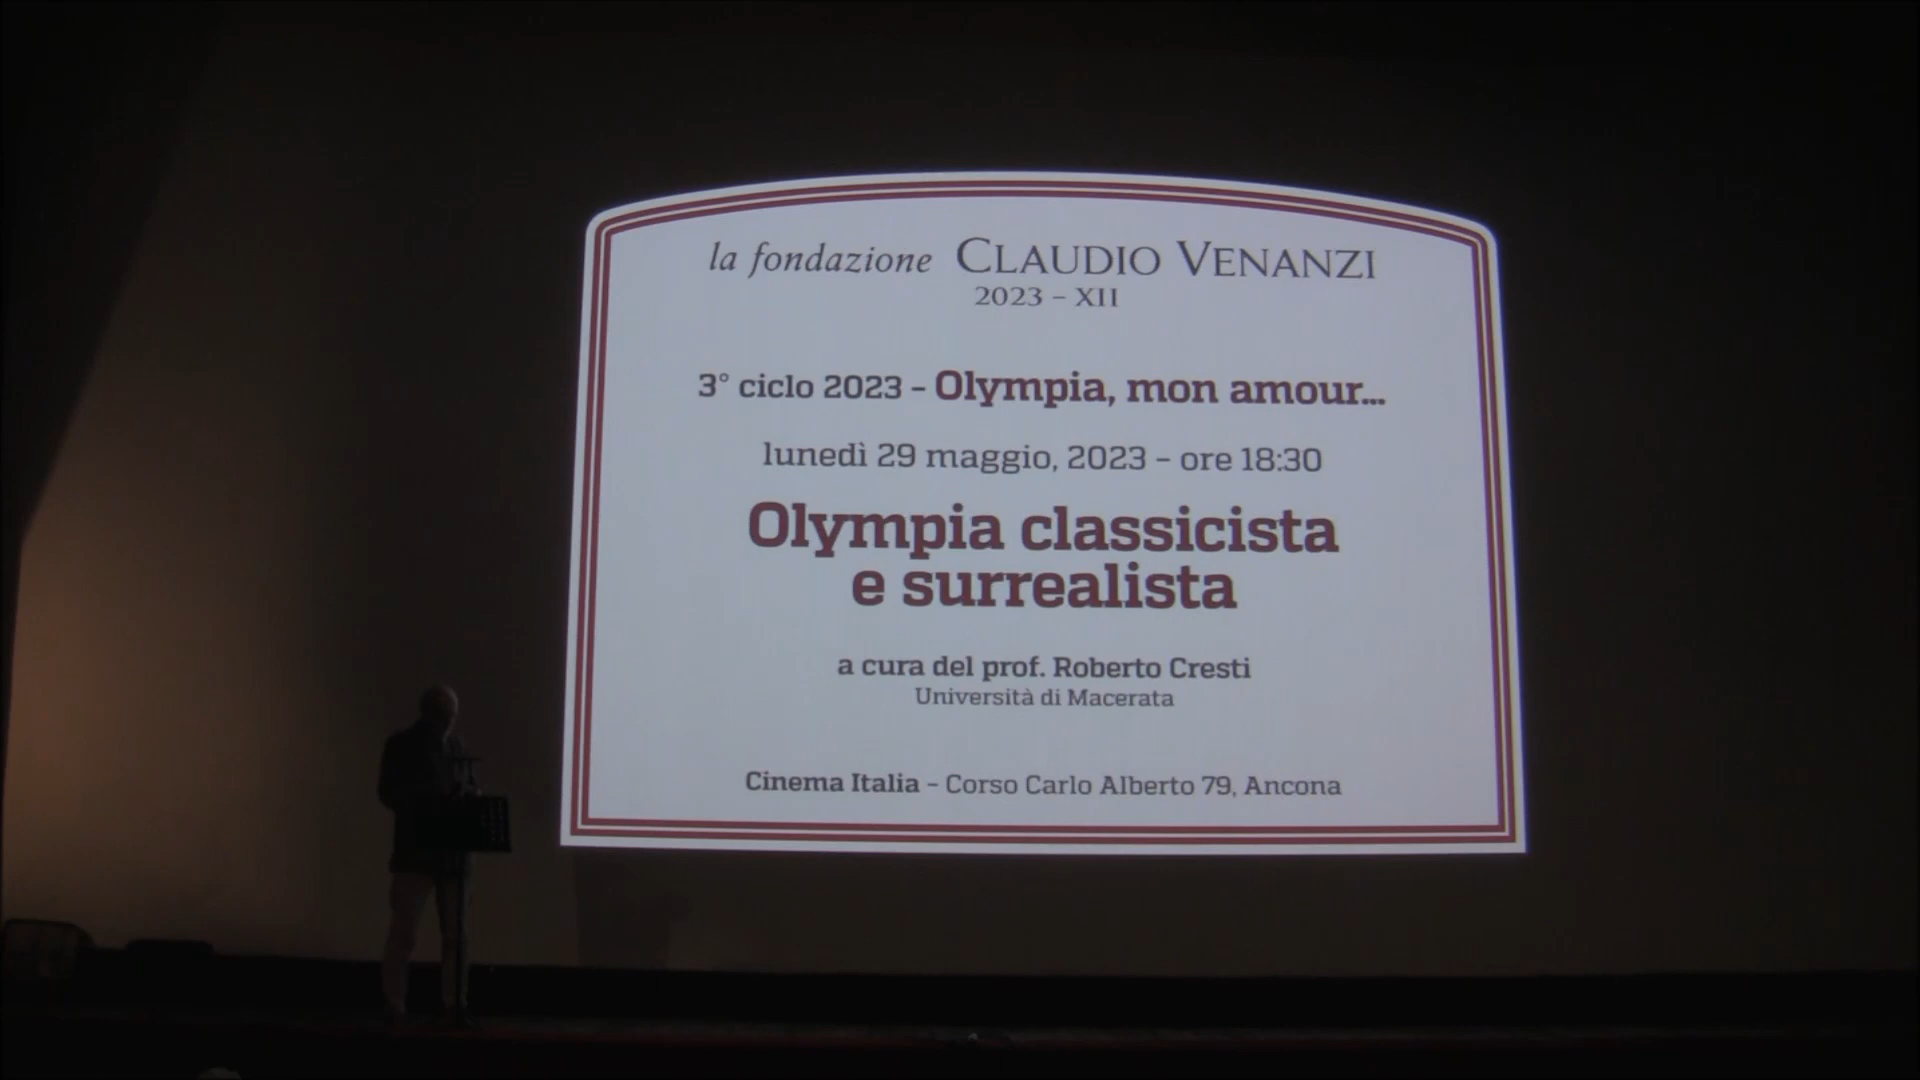 la fondazione CLAUDIO VENANZI
2023 – XII
3° ciclo 2023 – Olympia, mon amour...
lunedì 29 maggio, 2023 – ore 18:30
Olympia classicista
e surrealista
a cura del prof. Roberto Cresti
Università di Macerata
Cinema Italia – Corso Carlo Alberto 79, Ancona